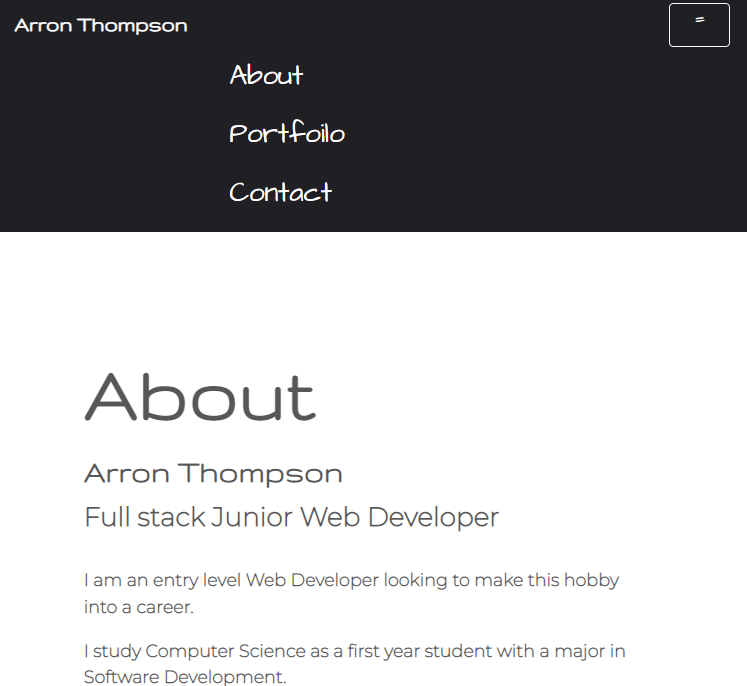 Arron Thompson
=
About
Portfoilo
Contact
About
Arron Thompson
Full stack Junior Web Developer
I am an entry level Web Developer looking to make this hobby
into a career.
I study Computer Science as a first year student with a major in
Software Development.